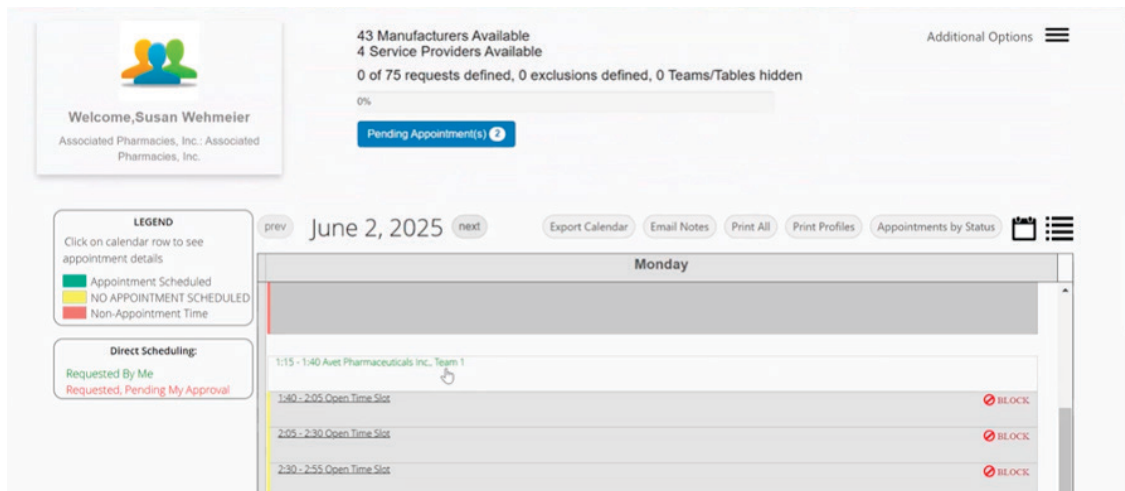 43 Manufacturers Available
4 Service Providers Available
0 of 75 requests defined, 0 exclusions defined, 0 Teams/Tables hidden
0%
Pending Appointment(s) 2
Additional Options
Welcome,Susan Wehmeier
Associated Pharmacies, Inc.: Associated
Pharmacies, Inc.
LEGEND
Click on calendar row to see
appointment details
Appointment Scheduled
NO APPOINTMENT SCHEDULED
Non-Appointment Time
Direct Scheduling:
Requested By Me
Requested, Pending My Approval
prev June 2, 2025 next Export Calendar Email Notes Print All Print Profiles Appointments by Status
Monday
1:15 - 1:40 Avet Pharmaceuticals Inc., Team 1
1:40 - 2:05 Open Time Slot BLOCK
2:05 - 2:30 Open Time Slot BLOCK
2:30 - 2:55 Open Time Slot BLOCK